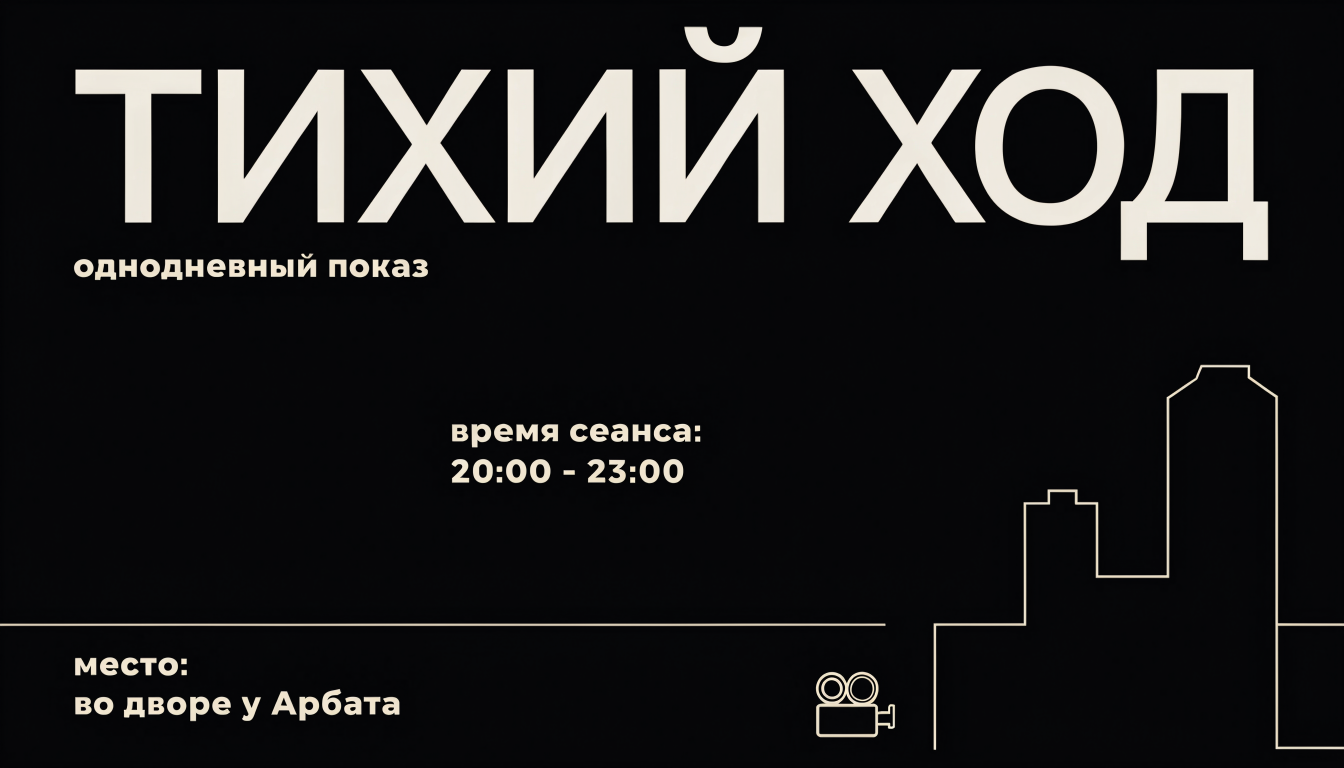 ТИХИЙ ХОД
однодневный показ
время сеанса:
20:00 - 23:00
место:
во дворе у Арбата